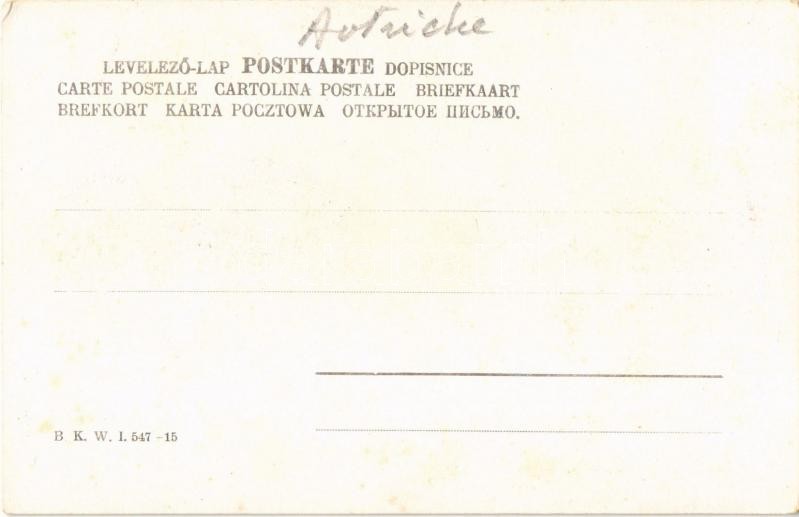 Autriche
LEVELEZŐ-LAP POSTKARTE DOPISNICE
CARTE POSTALE CARTOLINA POSTALE BRIEFKAART
BREFKORT KARTA POCZTOWA ОТКРЫТОЕ ПИСЬМО.
B. K. W. I. 547 - 15